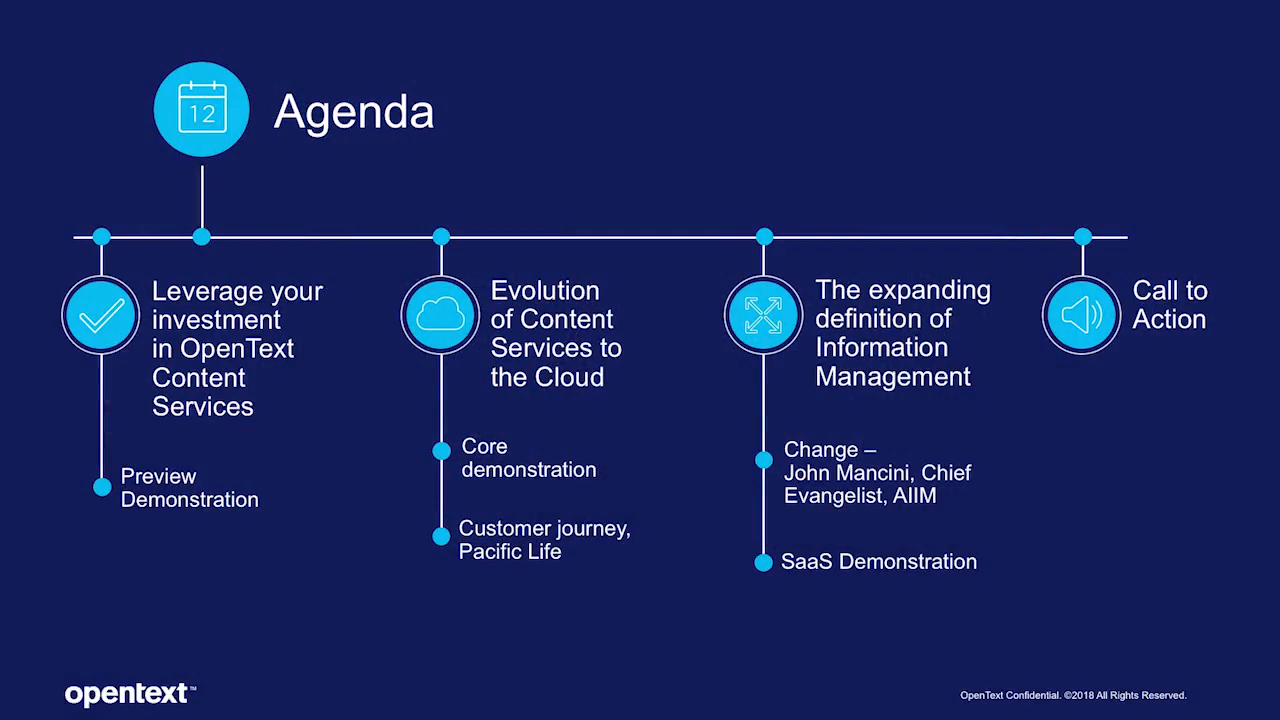 12
Agenda
Leverage your
investment
in OpenText
Content
Services
Preview
Demonstration
Evolution
of Content
Services to
the Cloud
Core
demonstration
Customer journey,
Pacific Life
The expanding
definition of
Information
Management
Change –
John Mancini, Chief
Evangelist, AIIM
SaaS Demonstration
Call to
Action
opentext™
OpenText Confidential. ©2018 All Rights Reserved.